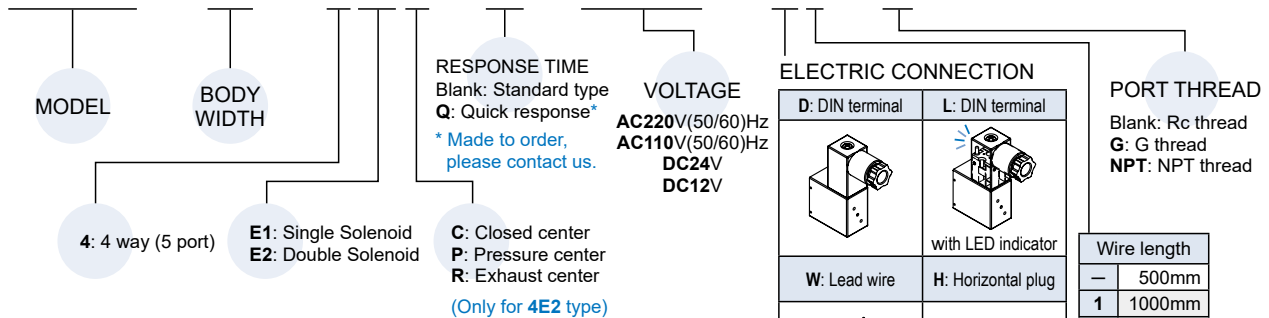 MODEL
BODY
WIDTH
4: 4 way (5 port)
E1: Single Solenoid
E2: Double Solenoid
C: Closed center
P: Pressure center
R: Exhaust center
(Only for 4E2 type)
RESPONSE TIME
Blank: Standard type
Q: Quick response*
* Made to order,
please contact us.
VOLTAGE
AC220V(50/60)Hz
AC110V(50/60)Hz
DC24V
DC12V
ELECTRIC CONNECTION
D: DIN terminal L: DIN terminal
with LED indicator
W: Lead wire H: Horizontal plug
Wire length
— 500mm
1 1000mm
PORT THREAD
Blank: Rc thread
G: G thread
NPT: NPT thread